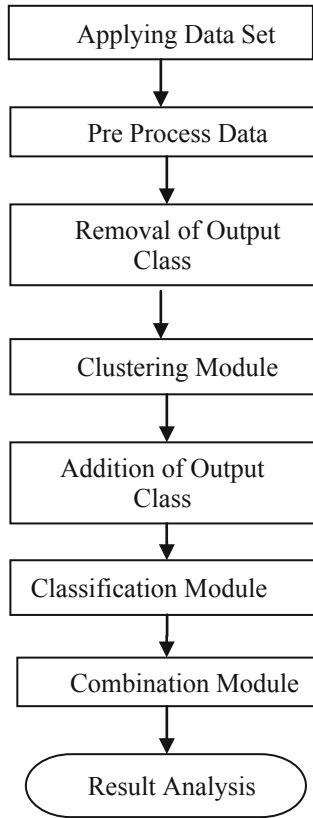 Applying Data Set
Pre Process Data
Removal of Output
Class
Clustering Module
Addition of Output
Class
Classification Module
Combination Module
Result Analysis